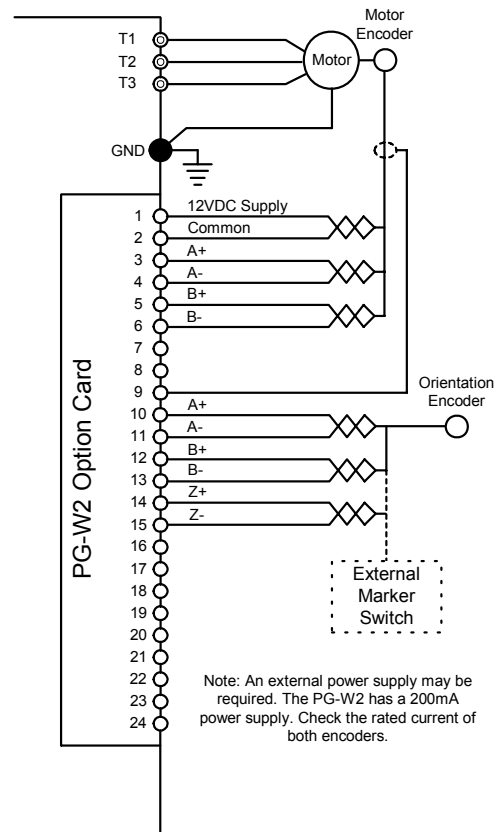 Motor
Encoder
T1
T2
T3
Motor
GND
PG-W2 Option Card
1 12VDC Supply
2 Common
3 A+
4 A-
5 B+
6 B-
7
8
9
Orientation
Encoder
10 A+
11 A-
12 B+
13 B-
14 Z+
15 Z-
16
17
18
19
20
21
22
23
24
External
Marker
Switch
Note: An external power supply may be
required. The PG-W2 has a 200mA
power supply. Check the rated current of
both encoders.